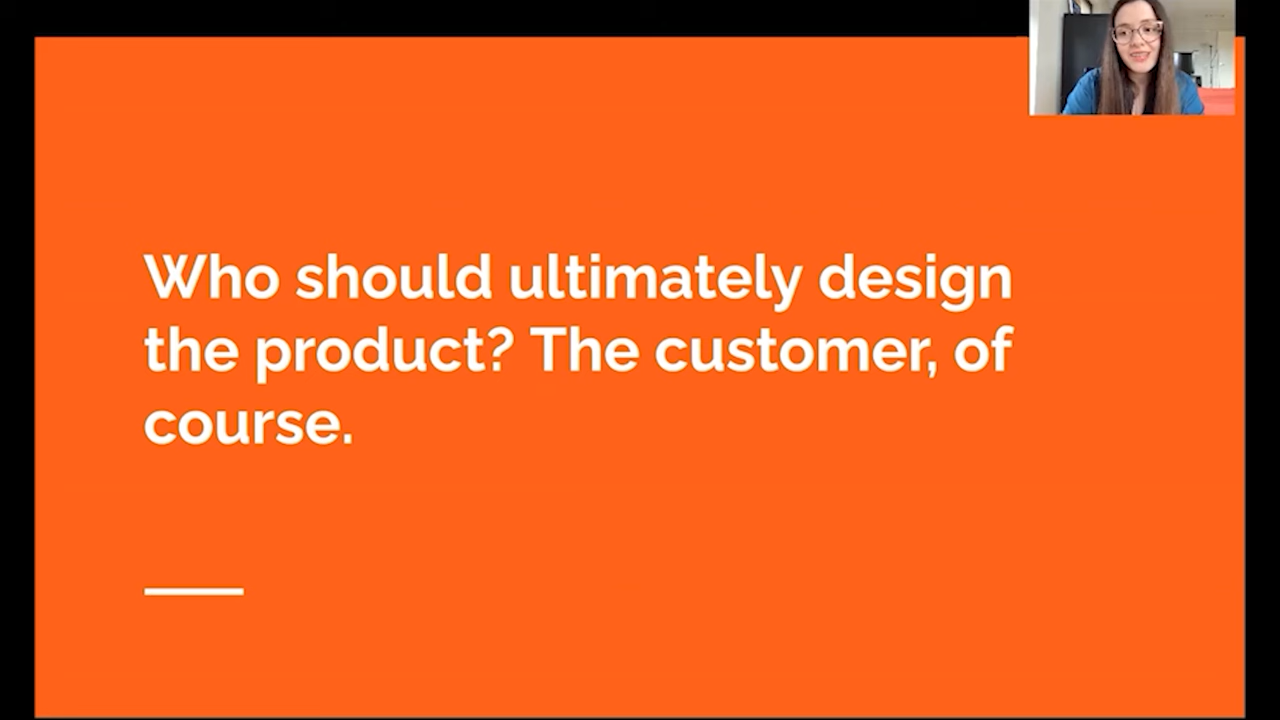 Who should ultimately design
the product? The customer, of
course.